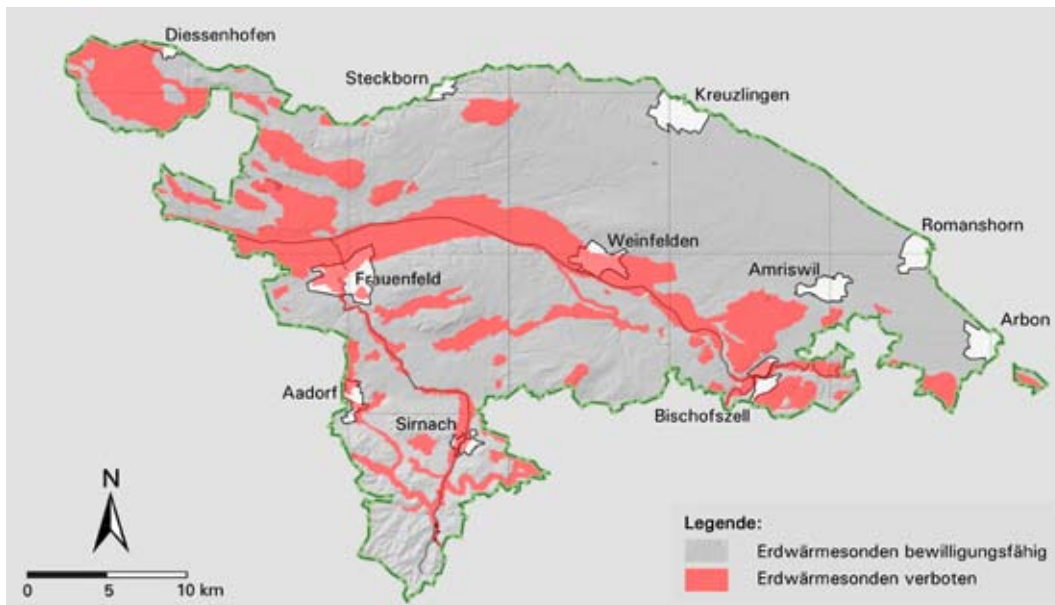 Diessenhofen
Steckborn
Kreuzlingen
Romanshorn
Weinfelden
Amriswil
Frauenfeld
Arbon
Aadorf
Bischofszell
Sirnach
N
0 5 10 km
Legende:
Erdwärmesonden bewilligungsfähig
Erdwärmesonden verboten